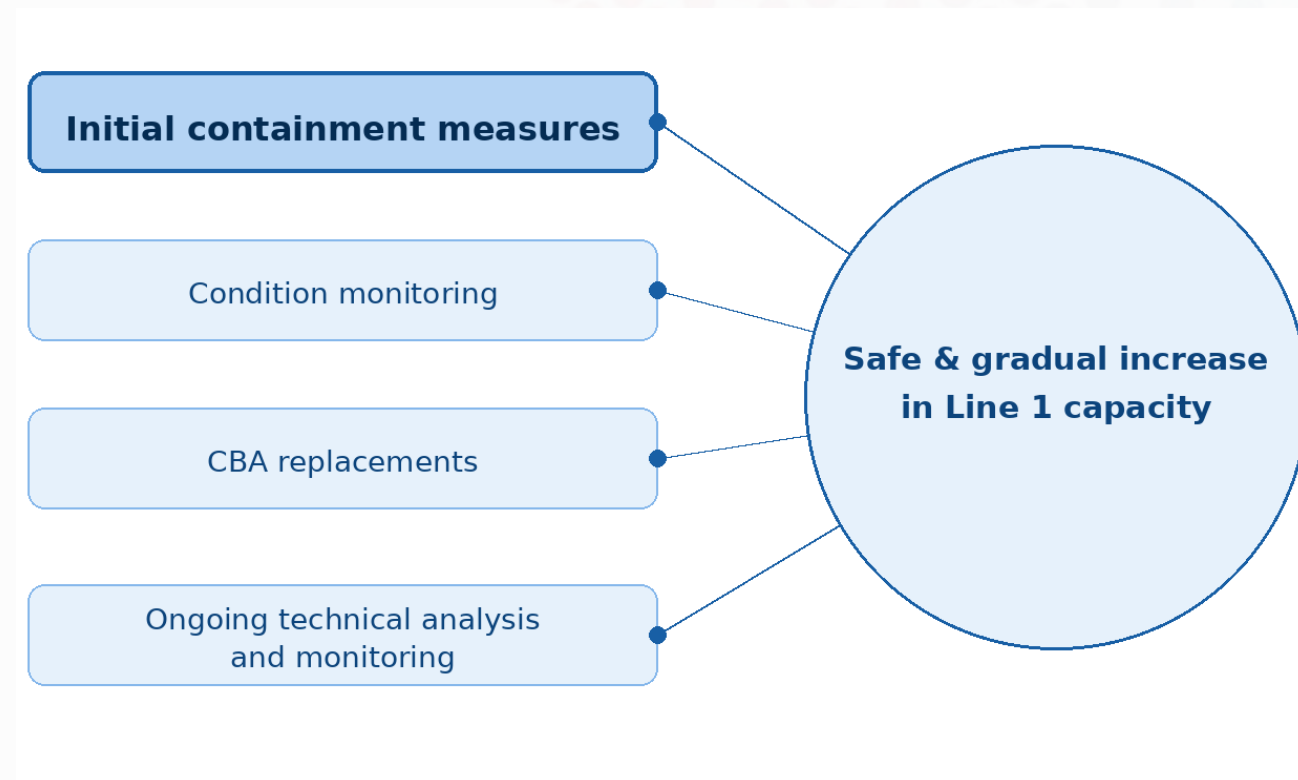 Initial containment measures
Condition monitoring
CBA replacements
Ongoing technical analysis
and monitoring
Safe & gradual increase
in Line 1 capacity